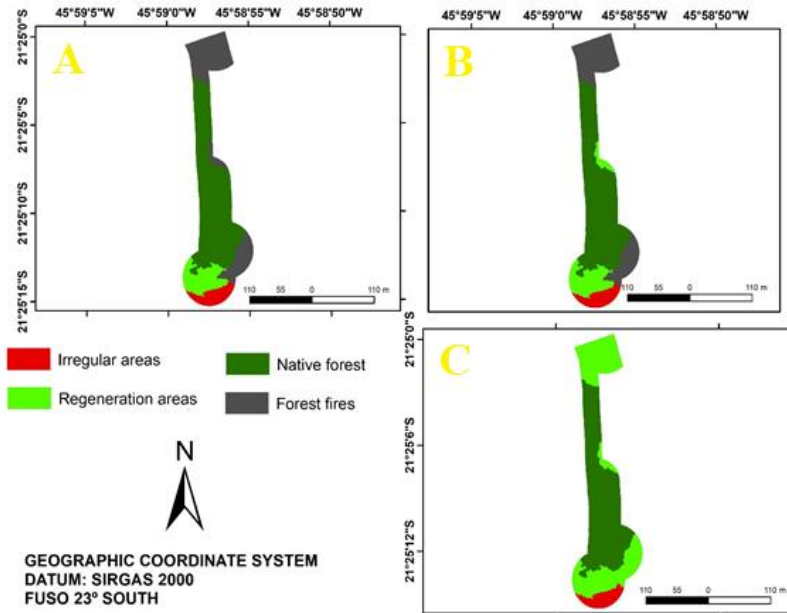 45°59'5"W 45°59'0"W 45°58'55"W 45°58'50"W
45°59'5"W 45°59'0"W 45°58'55"W 45°58'50"W
A
21°25'0"S
21°25'5"S
21°25'10"S
21°25'15"S
110 55 0 110 m
B
110 55 0 110 m
Irregular areas
Native forest
Regeneration areas
Forest fires
N
GEOGRAPHIC COORDINATE SYSTEM
DATUM: SIRGAS 2000
FUSO 23º SOUTH
C
21°25'0"S
21°25'6"S
21°25'12"S
110 55 0 110 m